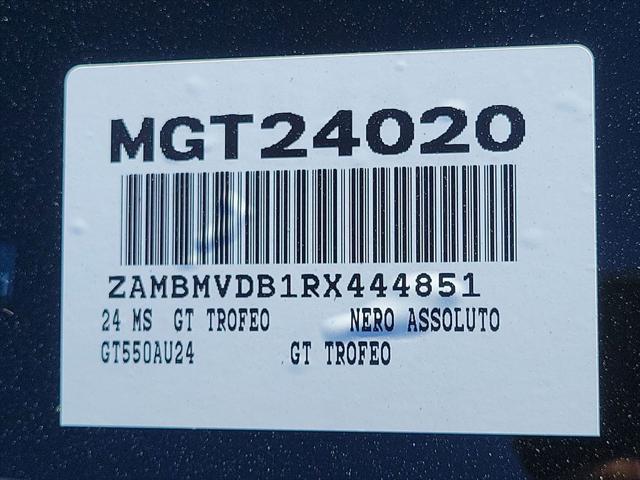 MGT24020
ZAMBMVDB1RX444851
24 MS GT TROFEO NERO ASSOLUTO
GT550AU24 GT TROFEO